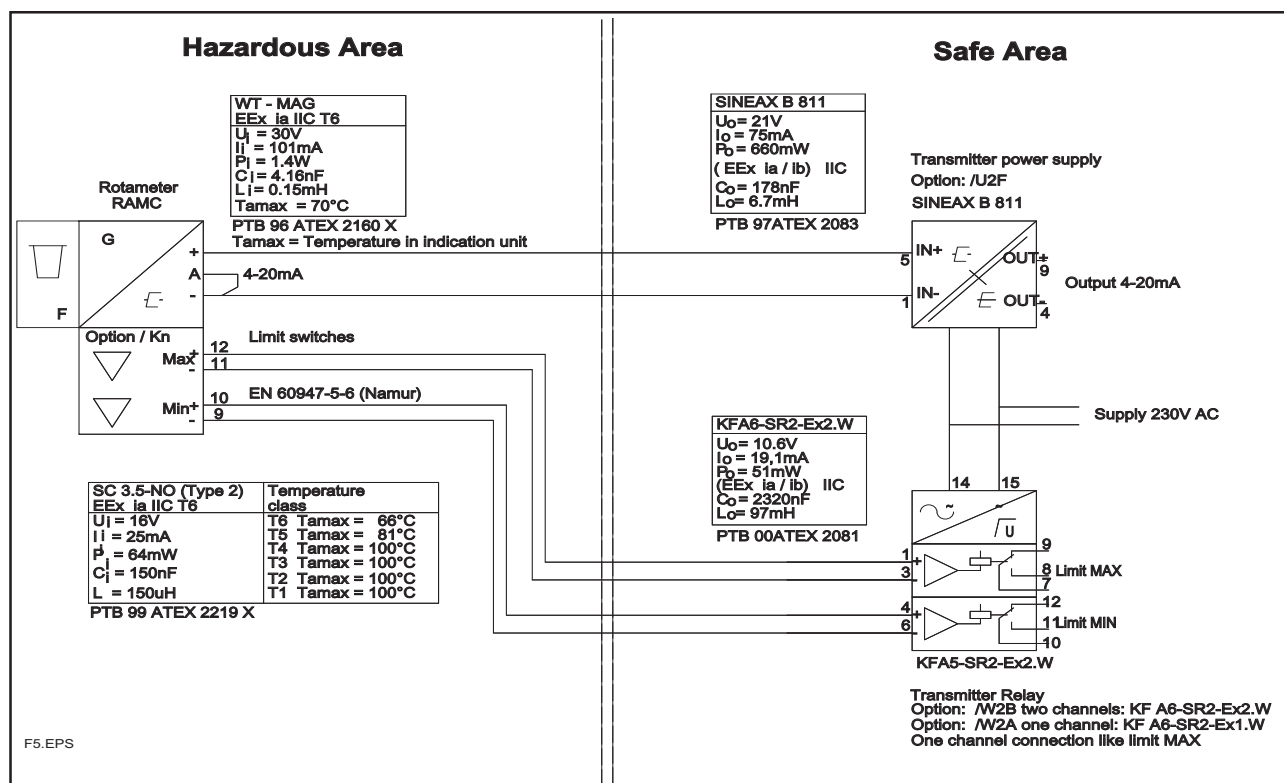 Hazardous Area
Safe Area
WT - MAG
EEx ia IIC T6
Ui = 30V
Ii = 101mA
Pi = 1.4W
Ci = 4.16nF
Li = 0.15mH
Tamax = 70°C
PTB 96 ATEX 2160 X
Tamax = Temperature in indication unit
SINEAX B 811
Uo = 21V
Io = 75mA
Po = 660mW
( EEx ia / ib) IIC
Co = 178nF
Lo = 6.7mH
PTB 97ATEX 2083
Transmitter power supply
Option: /U2F
SINEAX B 811
Rotameter
RAMC
G
F
+
A
-
4-20mA
5
1
IN+
IN-
OUT+
9
OUT-
4
Output 4-20mA
Option / Kn
Max
+
-
12
11
Limit switches
Min+
-
10
9
EN 60947-5-6 (Namur)
Supply 230V AC
KFA6-SR2-Ex2.W
Uo = 10.6V
Io = 19,1mA
Po = 51mW
(EEx ia / ib) IIC
Co = 2320nF
Lo = 97mH
PTB 00ATEX 2081
SC 3.5-NO (Type 2)
EEx ia IIC T6
Ui = 16V
Ii = 25mA
Pi = 64mW
Ci = 150nF
L = 150uH
Temperature
class
T6 Tamax = 66°C
T5 Tamax = 81°C
T4 Tamax = 100°C
T3 Tamax = 100°C
T2 Tamax = 100°C
T1 Tamax = 100°C
PTB 99 ATEX 2219 X
14
15
~
~
U
1
+
3
-
9
8 Limit MAX
7
4
+
6
-
12
11 Limit MIN
10
KFA5-SR2-Ex2.W
Transmitter Relay
Option: /W2B two channels: KF A6-SR2-Ex2.W
Option: /W2A one channel: KF A6-SR2-Ex1.W
One channel connection like limit MAX
F5.EPS